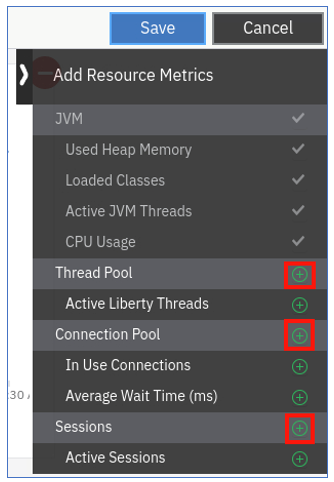 Save Cancel
Add Resource Metrics
JVM
Used Heap Memory
Loaded Classes
Active JVM Threads
CPU Usage
Thread Pool
Active Liberty Threads
Connection Pool
In Use Connections
:30
Average Wait Time (ms)
Sessions
Active Sessions